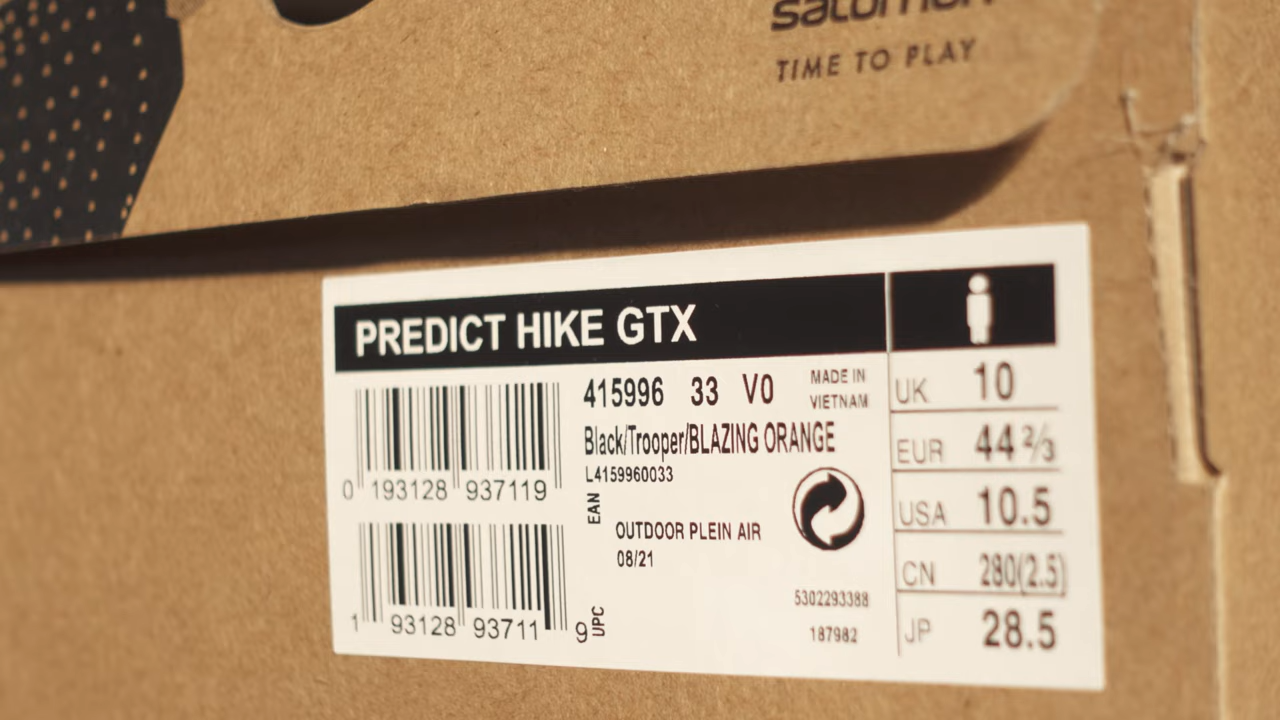 salomon
TIME TO PLAY
PREDICT HIKE GTX
415996 33 V0
MADE IN
VIETNAM
Black/Trooper/BLAZING ORANGE
L4159960033
0 193128 937119
EAN
OUTDOOR PLEIN AIR
08/21
1 93128 93711 9
UPC
5302293388
187982
UK 10
EUR 44 2/3
USA 10.5
CN 280(2.5)
JP 28.5